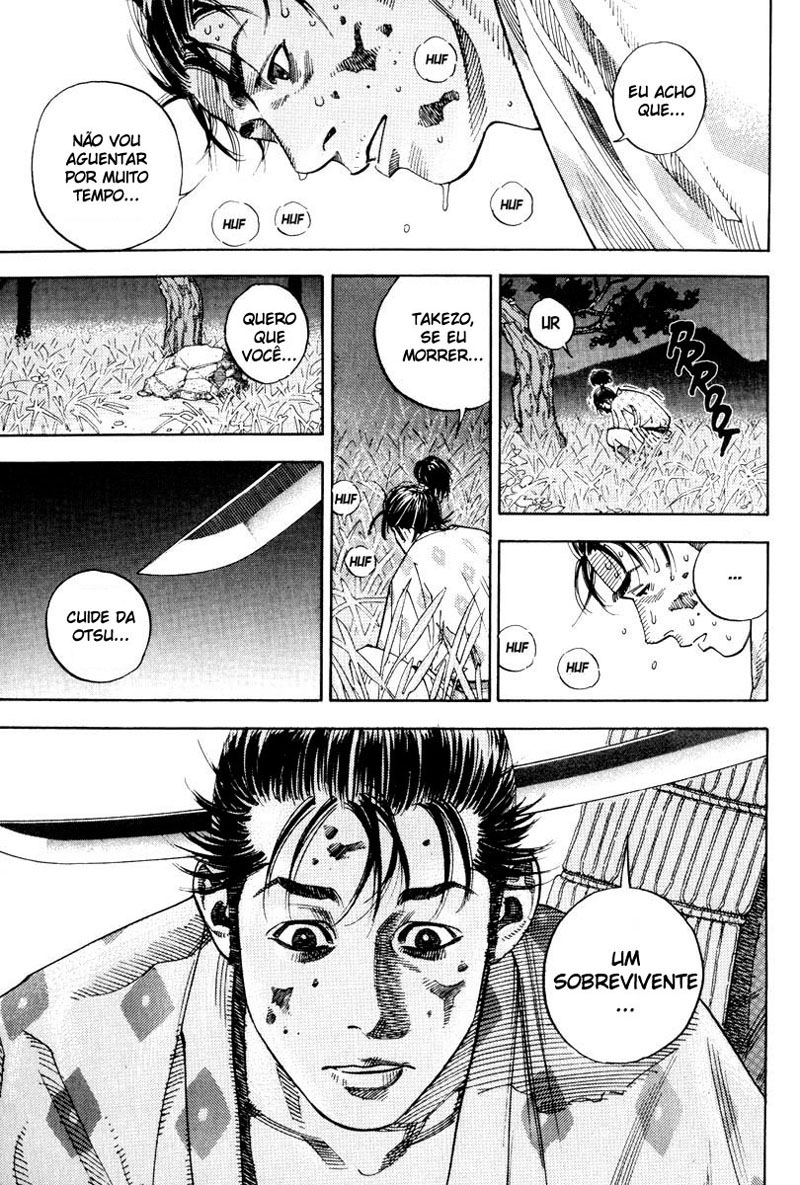 EU ACHO
QUE...
HUF
NÃO VOU
AGUENTAR
POR MUITO
TEMPO...
HUF
HUF
HUF
UR
PRROOT
TAKEZO,
SE EU
MORRER...
HUF
HUF
QUERO
QUE
VOCÊ...
...
HUF
HUF
CUIDE DA
OTSU...
UM
SOBREVIVENTE
...